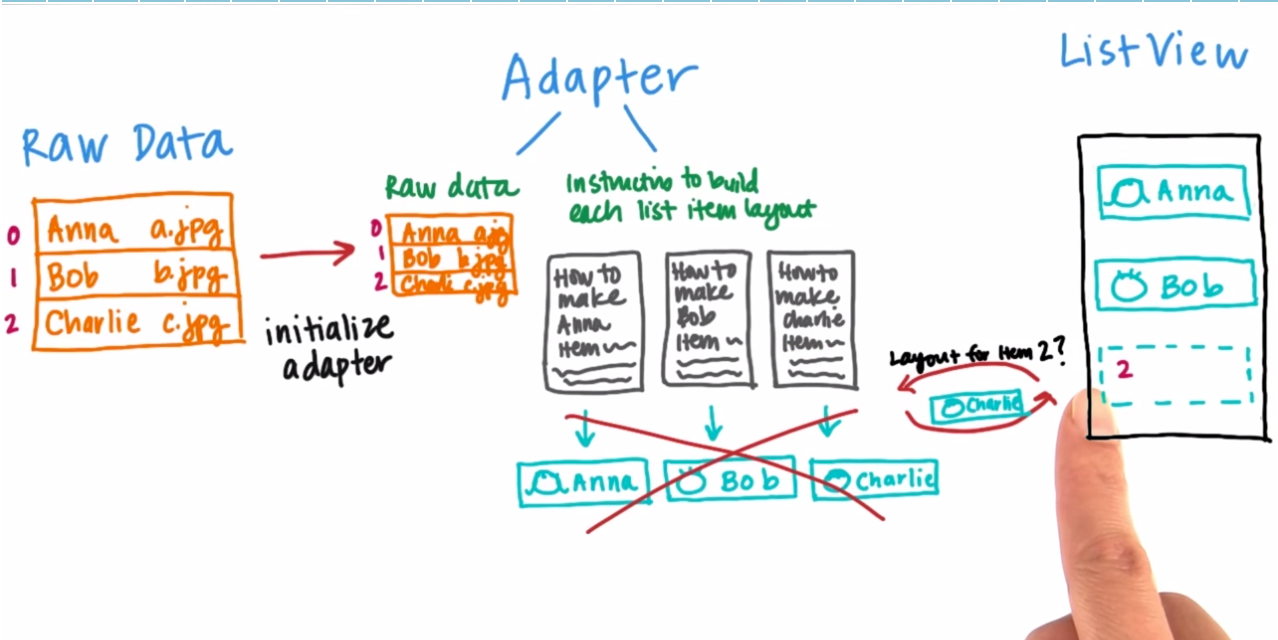 Raw Data
0 Anna a.jpg
1 Bob b.jpg
2 Charlie c.jpg
initialize
adapter
Adapter
Raw data
0 Anna a.jpg
1 Bob b.jpg
2 Charlie c.jpg
to build
each list item layout
How to
make
Anna
Item
How to
make
Bob
Item
How to
make
Charlie
Item
Anna
Bob
Charlie
Layout for Item 2?
Charlie
ListView
Anna
Bob
2